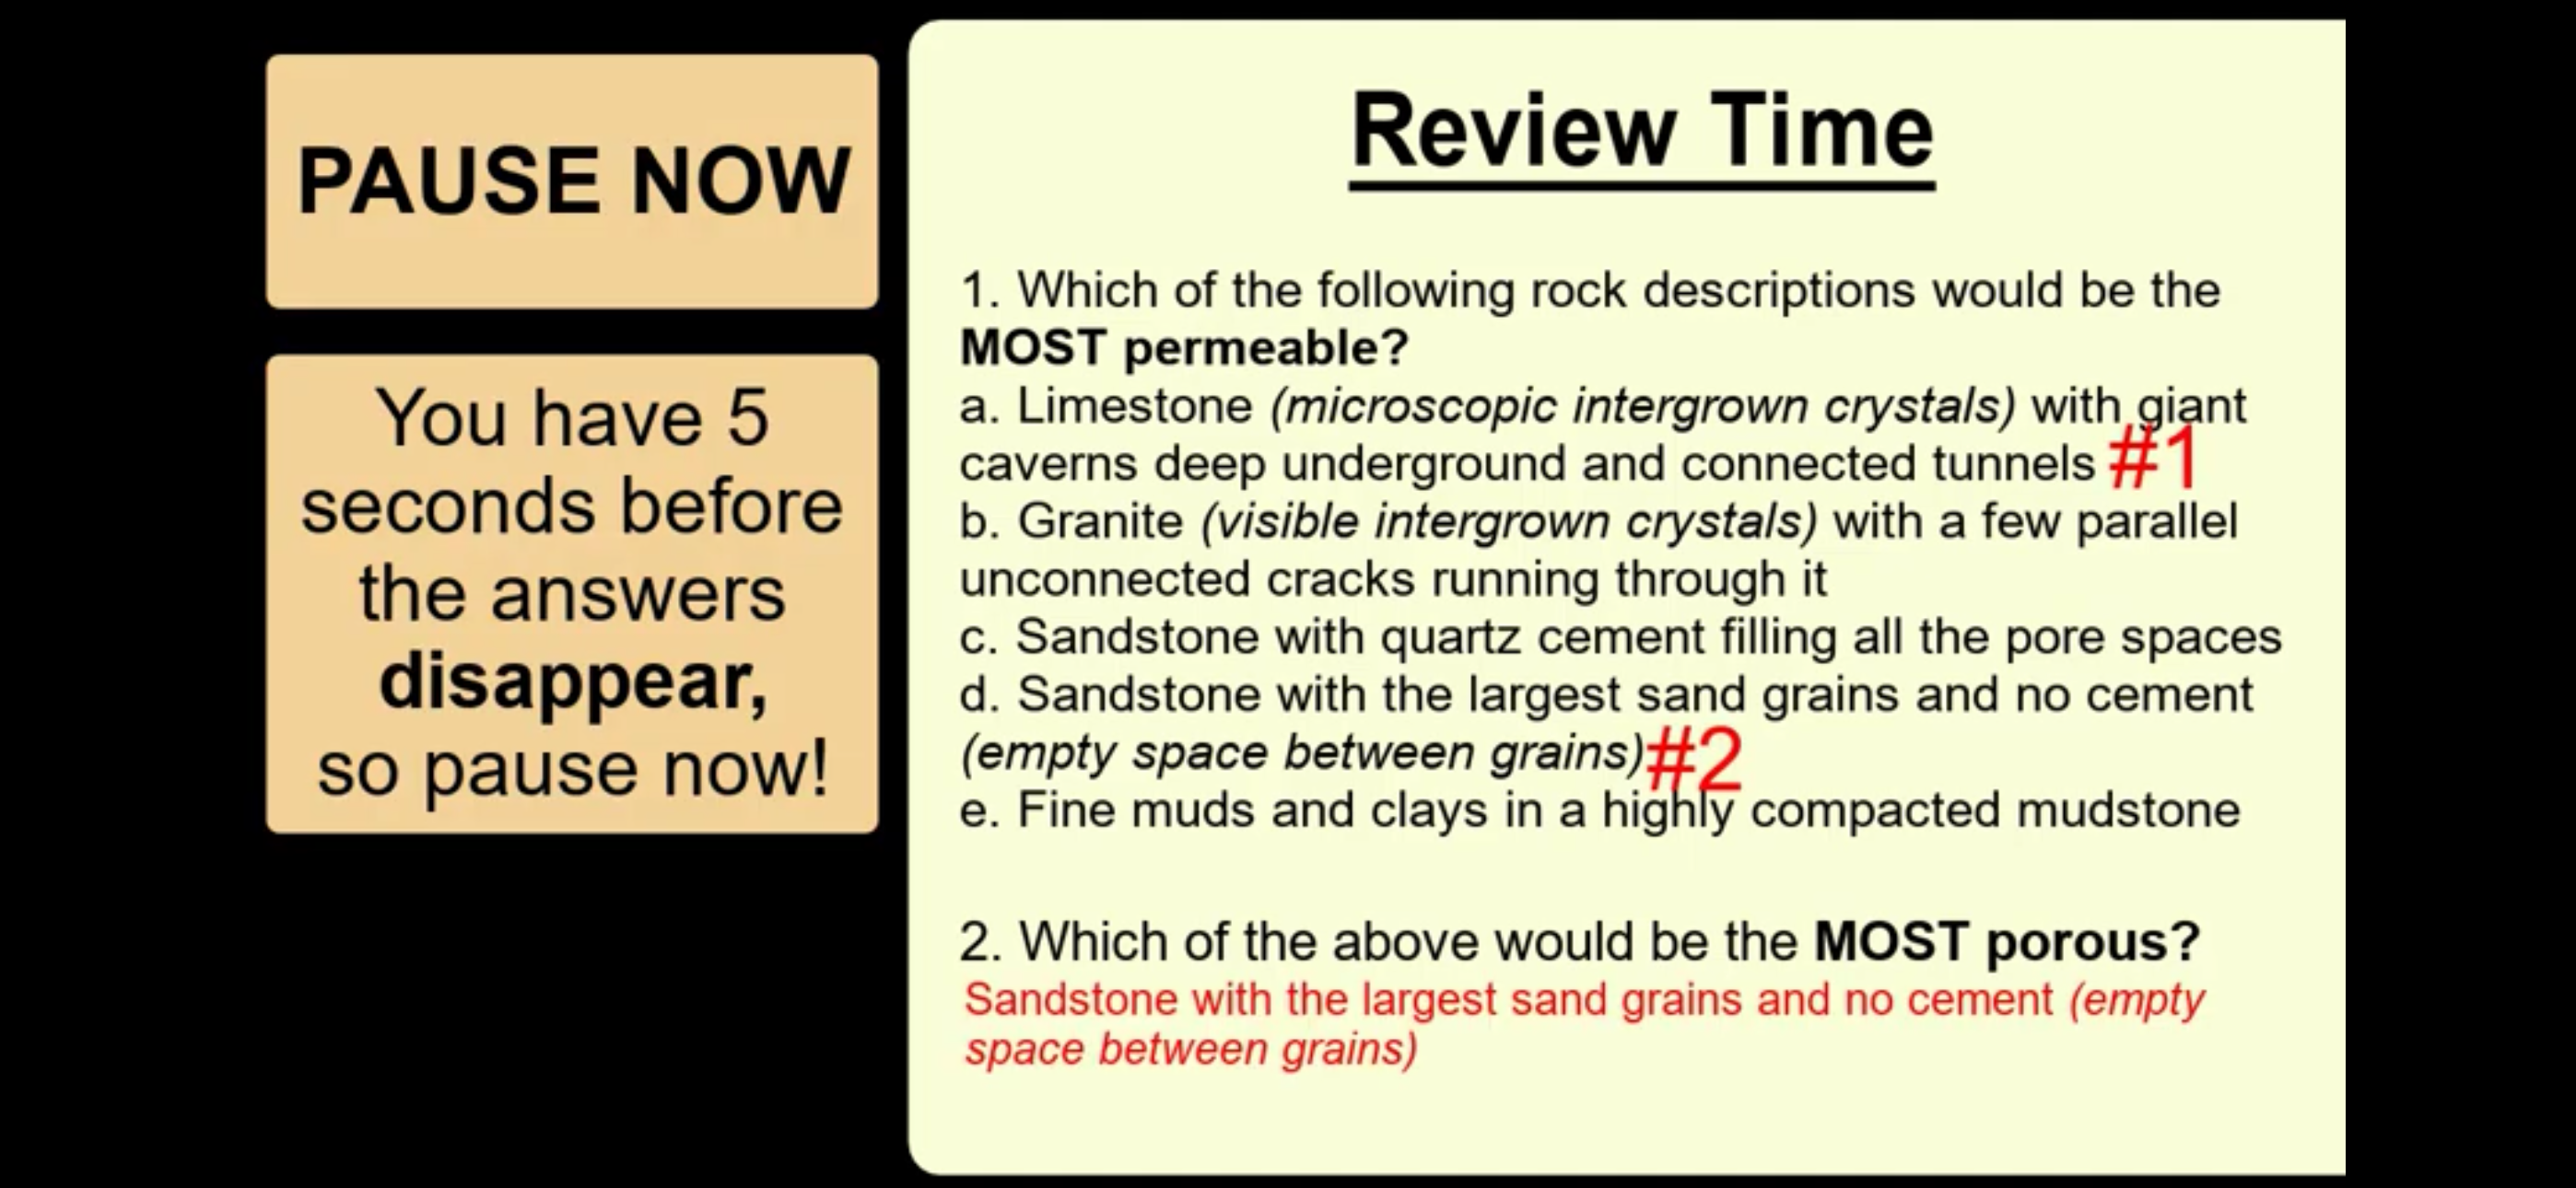 PAUSE NOW
You have 5
seconds before
the answers
disappear,
so pause now!
Review Time
1. Which of the following rock descriptions would be the
MOST permeable?
a. Limestone (microscopic intergrown crystals) with giant
caverns deep underground and connected tunnels #1
b. Granite (visible intergrown crystals) with a few parallel
unconnected cracks running through it
c. Sandstone with quartz cement filling all the pore spaces
d. Sandstone with the largest sand grains and no cement
(empty space between grains) #2
e. Fine muds and clays in a highly compacted mudstone
2. Which of the above would be the MOST porous?
Sandstone with the largest sand grains and no cement (empty
space between grains)